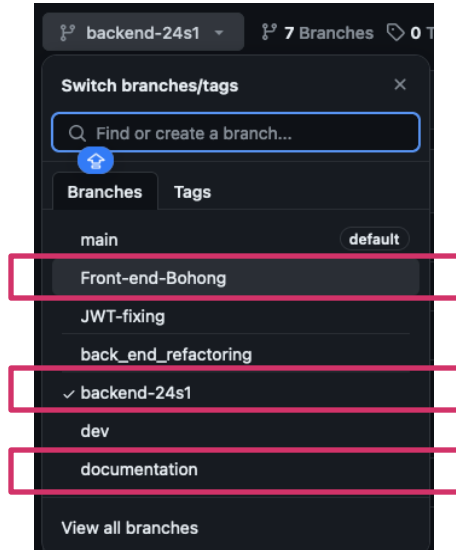 backend-24s1 7 Branches 0 T
Switch branches/tags
Find or create a branch...
Branches Tags
main default
Front-end-Bohong
JWT-fixing
back_end_refactoring
backend-24s1
dev
documentation
View all branches